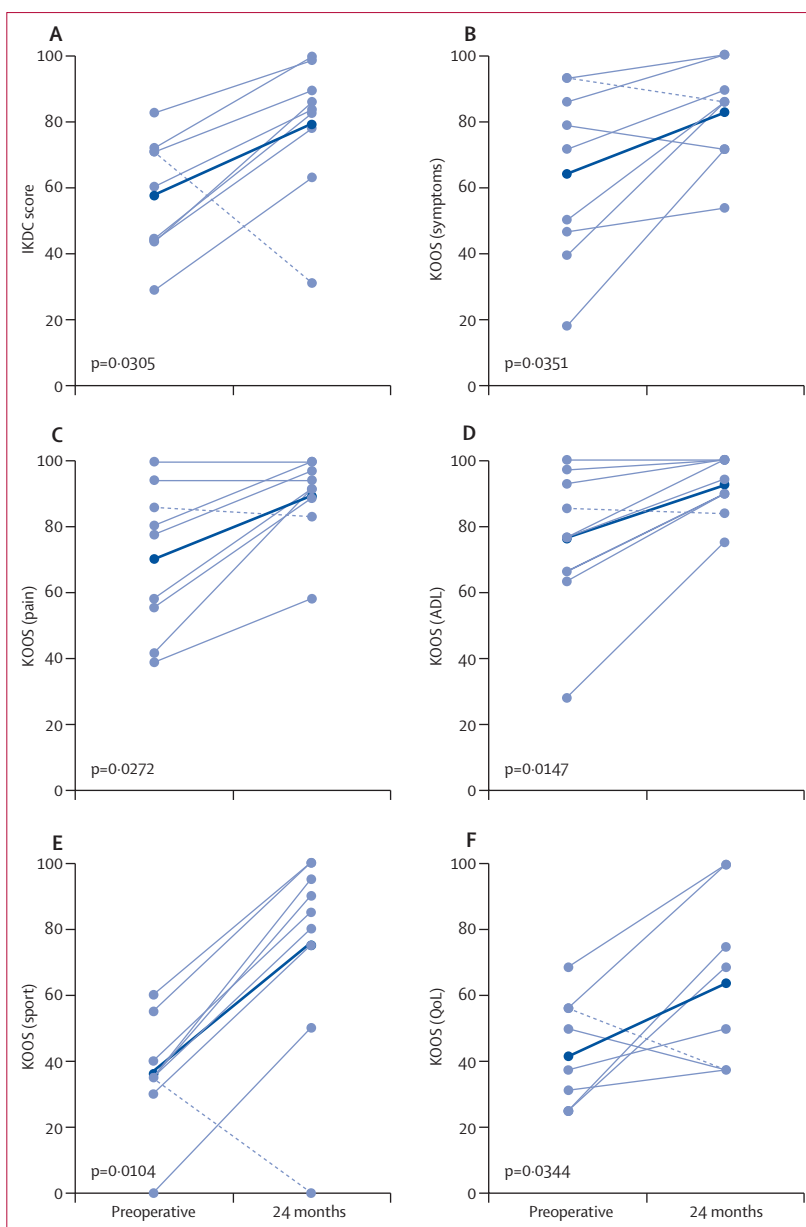 A
100
80
60
40
20
0
IKDC score
p=0·0305
B
100
80
60
40
20
0
KOOS (symptoms)
p=0·0351
C
100
80
60
40
20
0
KOOS (pain)
p=0·0272
D
100
80
60
40
20
0
KOOS (ADL)
p=0·0147
E
100
80
60
40
20
0
KOOS (sport)
p=0·0104
Preoperative
24 months
F
100
80
60
40
20
0
KOOS (QoL)
p=0·0344
Preoperative
24 months